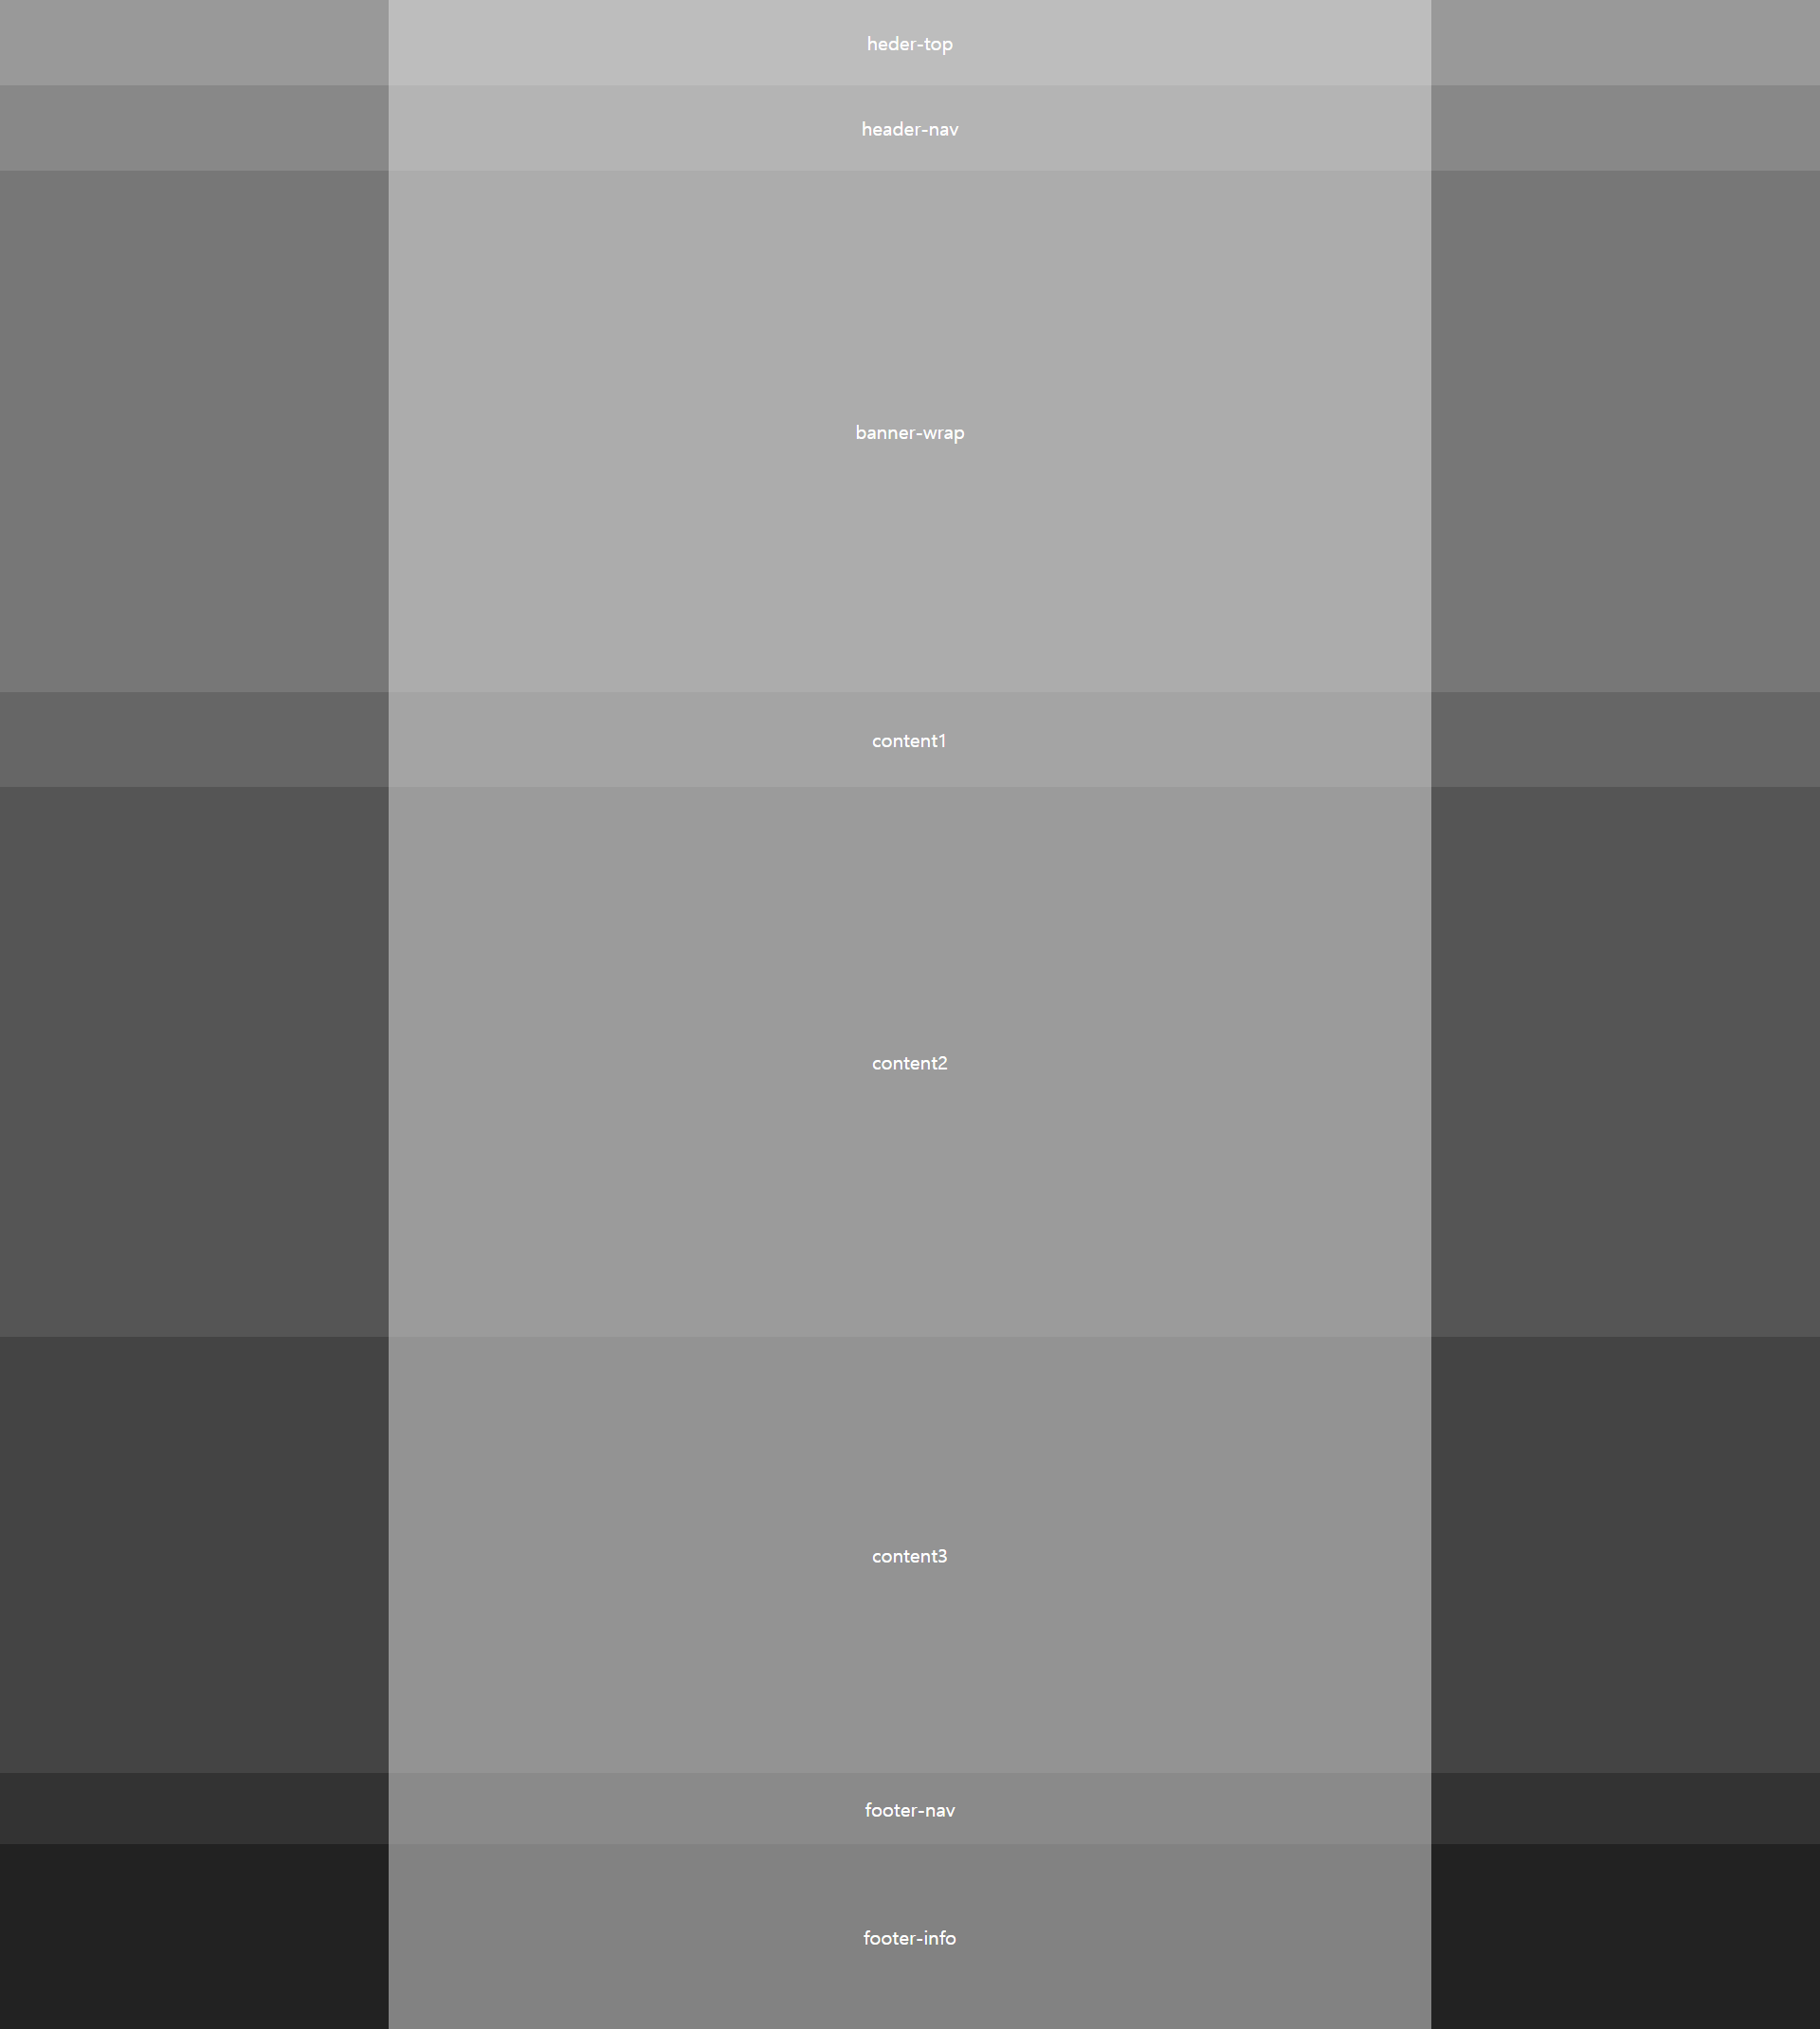 heder-top
header-nav
banner-wrap
content1
content2
content3
footer-nav
footer-info